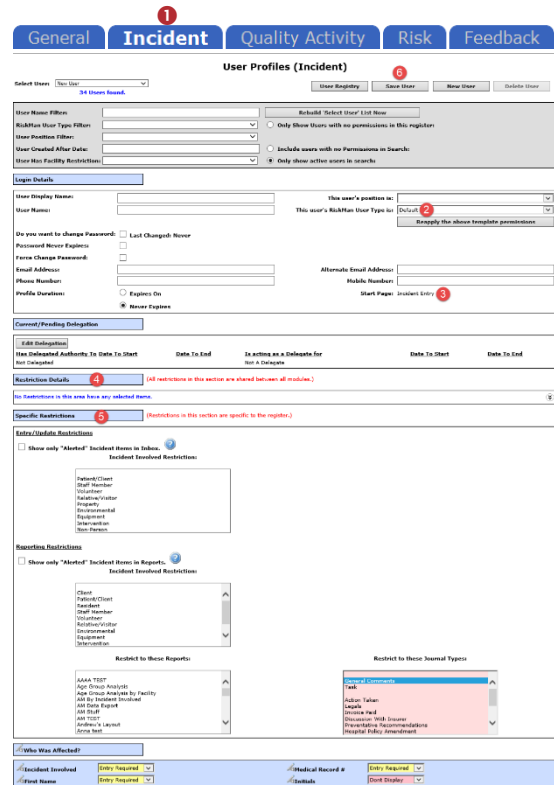 1
General Incident Quality Activity Risk Feedback
User Profiles (Incident)
6
Select User: New User
34 Users found.
User Registry Save User New User Delete User
User Name Filter: Rebuild 'Select User' List Now
RiskMan User Type Filter: Only Show Users with no permissions in this register:
User Position Filter:
User Created After Date: Include users with no Permissions in Search:
User Has Facility Restriction: Only show active users in search:
Login Details
User Display Name: This user's position is:
User Name: This user's RiskMan User Type is: Default 2
Reapply the above template permissions
Do you want to change Password: Last Changed: Never
Password Never Expires:
Force Change Password:
Email Address: Alternate Email Address:
Phone Number: Mobile Number:
Profile Duration: Expires On Start Page: Incident Entry 3
Never Expires
Current/Pending Delegation
Edit Delegation
Has Delegated Authority To Date To Start Date To End Is acting as a Delegate for Date To Start Date To End
Not Delegated Not A Delegate
Restriction Details 4 (All restrictions in this section are shared between all modules.)
No Restrictions in this area have any selected items.
Specific Restrictions 5 (Restrictions in this section are specific to the register.)
Entry/Update Restrictions
Show only "Alerted" Incident Items in Inbox. ?
Incident Involved Restriction:
Patient/Client
Staff Member
Volunteer
Relative/Visitor
Property
Environmental
Equipment
Intervention
Non-Person
Reporting Restrictions
Show only "Alerted" Incident Items in Reports. ?
Incident Involved Restriction:
Client
Patient/Client
Resident
Staff Member
Volunteer
Relative/Visitor
Environmental
Equipment
Intervention
Restrict to these Reports: Restrict to these Journal Types:
AAAA TEST
Age Group Analysis
Age Group Analysis by Facility
AM By Incident Involved
AM Data Export
AM Stuff
AM TEST
Andrew's Layout
Anna test
General Comments
Task
Action Taken
Legals
Invoice Paid
Discussion With Insurer
Preventative Recommendations
Hospital Policy Amendment
Who Was Affected?
Incident Involved Entry Required Medical Record # Entry Required
First Name Entry Required Initials Dont Display